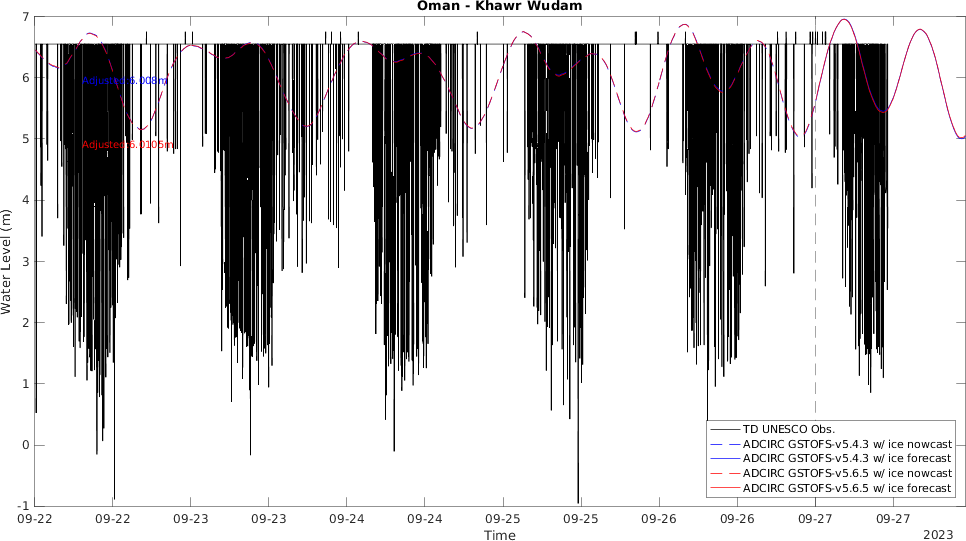 Oman - Khawr Wudam
7
6
5
4
3
2
1
0
-1
Water Level (m)
Adjusted 6.008m
Adjusted 6.0105m
TD UNESCO Obs.
ADCIRC GSTOFS-v5.4.3 w/ ice nowcast
ADCIRC GSTOFS-v5.4.3 w/ ice forecast
ADCIRC GSTOFS-v5.6.5 w/ ice nowcast
ADCIRC GSTOFS-v5.6.5 w/ ice forecast
09-22 09-22 09-23 09-23 09-24 09-24 09-25 09-25 09-26 09-26 09-27 09-27
Time
2023